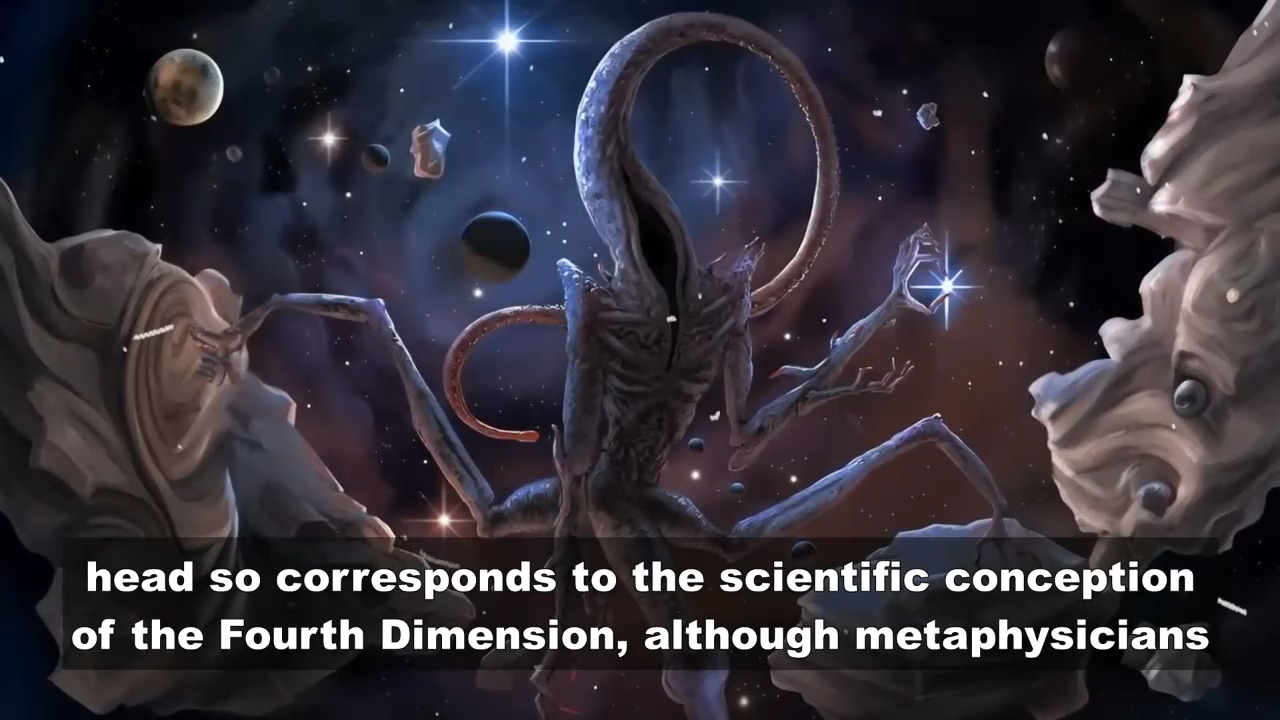 head so corresponds to the scientific conception
of the Fourth Dimension, although metaphysicians